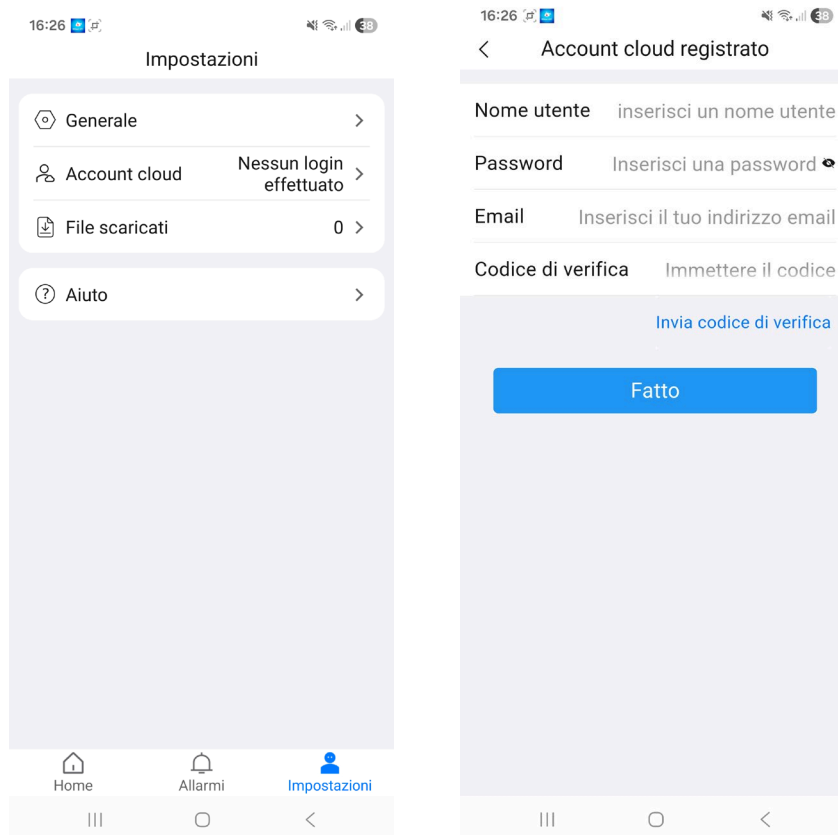 16:26
38
Impostazioni
Generale
Account cloud
Nessun login
effettuato
File scaricati
0
Aiuto
Home
Allarmi
Impostazioni
16:26
38
Account cloud registrato
Nome utente
inserisci un nome utente
Password
Inserisci una password
Email
Inserisci il tuo indirizzo email
Codice di verifica
Immettere il codice
Invia codice di verifica
Fatto